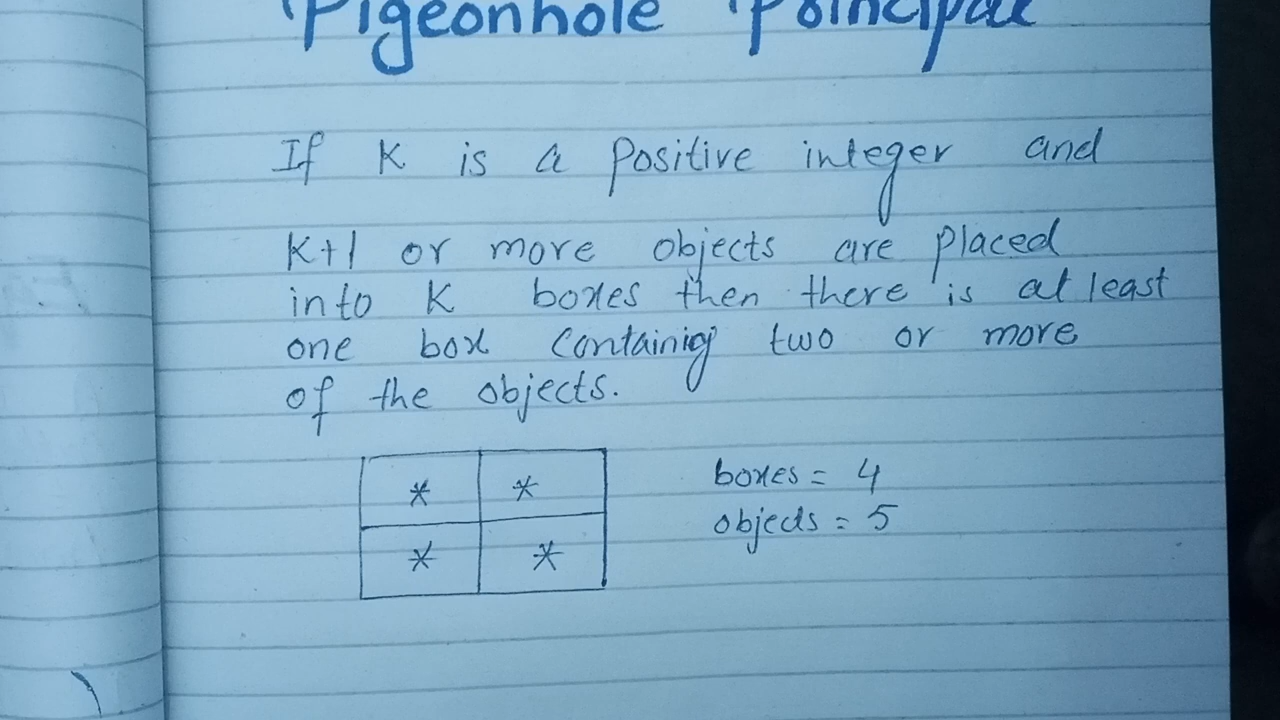 Pigeonhole Principal
If K is a positive integer and
K+1 or more objects are placed
into K boxes then there is at least
one box containing two or more
of the objects.
* * boxes = 4
objects = 5
* *